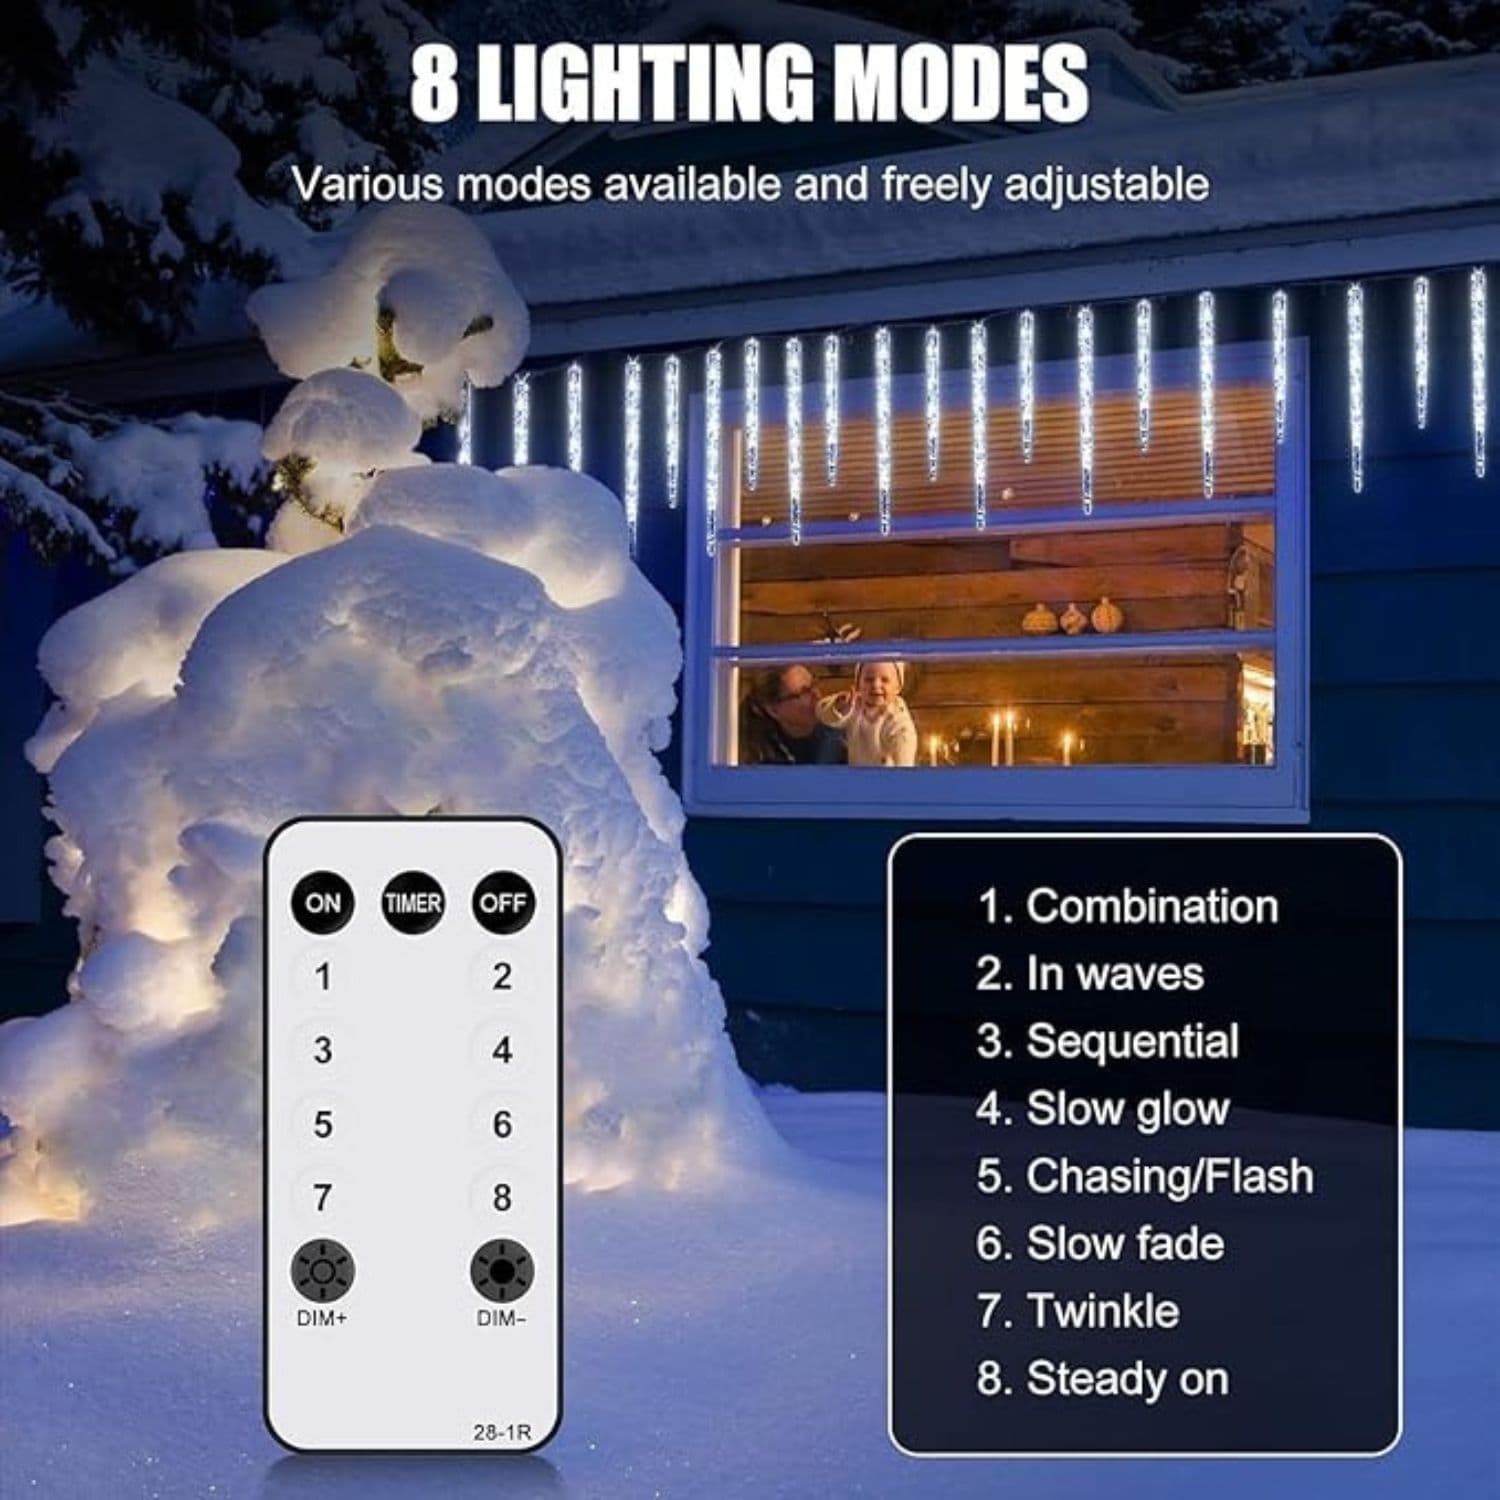 8 LIGHTING MODES
Various modes available and freely adjustable
ON TIMER OFF
1 2
3 4
5 6
7 8
DIM+ DIM−
28-1R
1. Combination
2. In waves
3. Sequential
4. Slow glow
5. Chasing/Flash
6. Slow fade
7. Twinkle
8. Steady on